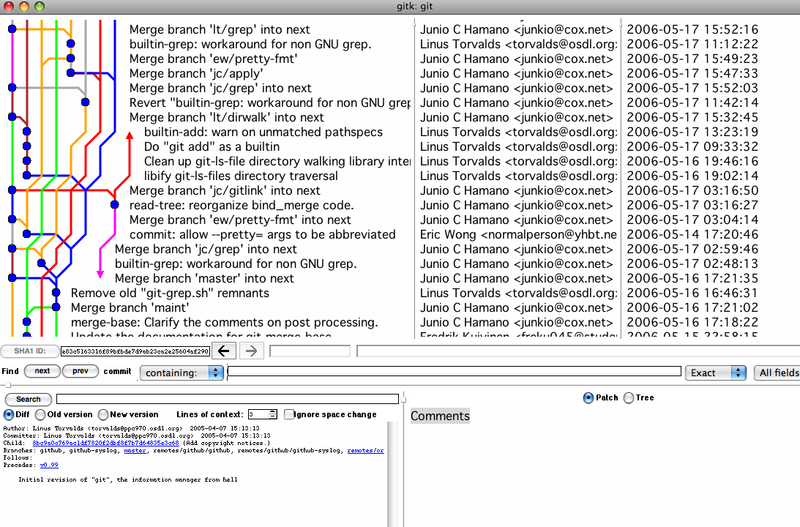 gitk: git
Merge branch 'lt/grep' into next Junio C Hamano <junkio@cox.net> 2006-05-17 15:52:16
builtin-grep: workaround for non GNU grep. Linus Torvalds <torvalds@osdl.org: 2006-05-17 11:12:22
Merge branch 'ew/pretty-fmt' Junio C Hamano <junkio@cox.net> 2006-05-17 15:49:23
Merge branch 'jc/apply' Junio C Hamano <junkio@cox.net> 2006-05-17 15:47:33
Merge branch 'jc/grep' into next Junio C Hamano <junkio@cox.net> 2006-05-17 15:52:03
Revert "builtin-grep: workaround for non GNU grep Junio C Hamano <junkio@cox.net> 2006-05-17 11:42:14
Merge branch 'lt/dirwalk' into next Junio C Hamano <junkio@cox.net> 2006-05-17 15:32:45
builtin-add: warn on unmatched pathspecs Linus Torvalds <torvalds@osdl.org: 2006-05-17 13:23:19
Do "git add" as a builtin Linus Torvalds <torvalds@osdl.org: 2006-05-17 09:33:32
Clean up git-ls-file directory walking library inter Linus Torvalds <torvalds@osdl.org: 2006-05-16 19:46:16
libify git-ls-files directory traversal Linus Torvalds <torvalds@osdl.org: 2006-05-16 19:02:14
Merge branch 'jc/gitlink' into next Junio C Hamano <junkio@cox.net> 2006-05-17 03:16:50
read-tree: reorganize bind_merge code. Junio C Hamano <junkio@cox.net> 2006-05-17 03:16:27
Merge branch 'ew/pretty-fmt' into next Junio C Hamano <junkio@cox.net> 2006-05-17 03:04:14
commit: allow --pretty= args to be abbreviated Eric Wong <normalperson@yhbt.ne 2006-05-14 17:20:46
Merge branch 'jc/grep' into next Junio C Hamano <junkio@cox.net> 2006-05-17 02:59:46
builtin-grep: workaround for non GNU grep. Junio C Hamano <junkio@cox.net> 2006-05-17 02:48:13
Merge branch 'master' into next Junio C Hamano <junkio@cox.net> 2006-05-16 17:21:35
Remove old "git-grep.sh" remnants Linus Torvalds <torvalds@osdl.org: 2006-05-16 16:46:31
Merge branch 'maint' Junio C Hamano <junkio@cox.net> 2006-05-16 17:21:02
merge-base: Clarify the comments on post processing. Junio C Hamano <junkio@cox.net> 2006-05-16 17:18:22
Update the documentation for git-merge-base
SHA1 ID: e83c5163316f89bfbde7d9ab23ca2e25604af290
Find next prev commit containing: Exact All fields
Search Patch Tree
Diff Old version New version Lines of context: 3 Ignore space change
Comments
Author: Linus Torvalds <torvalds@ppc970.osdl.org> 2005-04-07 15:13:13
Committer: Linus Torvalds <torvalds@ppc970.osdl.org> 2005-04-07 15:13:13
Child: (Add copyright notices.)
Branches: github, github-syslog, master, remotes/github/github, remotes/github/github-syslog, remotes/or
Follows:
Precedes: v0.99
Initial revision of "git", the information manager from hell